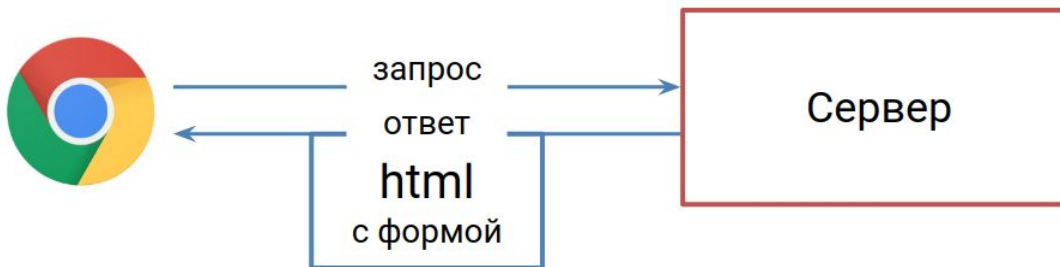 запрос
ответ
html
с формой
Сервер